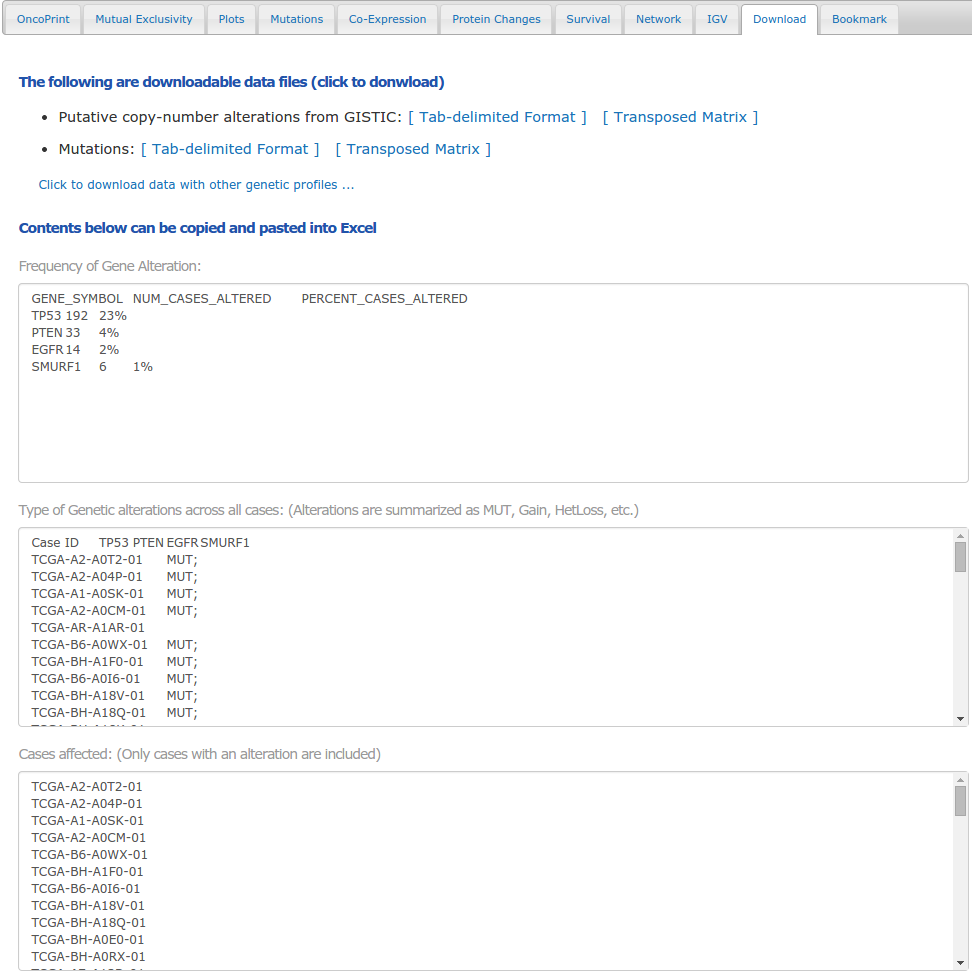 OncoPrint Mutual Exclusivity Plots Mutations Co-Expression Protein Changes Survival Network IGV Download Bookmark
The following are downloadable data files (click to donwload)
• Putative copy-number alterations from GISTIC: [ Tab-delimited Format ] [ Transposed Matrix ]
• Mutations: [ Tab-delimited Format ] [ Transposed Matrix ]
Click to download data with other genetic profiles ...
Contents below can be copied and pasted into Excel
Frequency of Gene Alteration:
GENE_SYMBOL NUM_CASES_ALTERED PERCENT_CASES_ALTERED
TP53 192 23%
PTEN 33 4%
EGFR 14 2%
SMURF1 6 1%
Type of Genetic alterations across all cases: (Alterations are summarized as MUT, Gain, HetLoss, etc.)
Case ID TP53 PTEN EGFR SMURF1
TCGA-A2-A0T2-01 MUT;
TCGA-A2-A04P-01 MUT;
TCGA-A1-A0SK-01 MUT;
TCGA-A2-A0CM-01 MUT;
TCGA-AR-A1AR-01
TCGA-B6-A0WX-01 MUT;
TCGA-BH-A1F0-01 MUT;
TCGA-B6-A0I6-01 MUT;
TCGA-BH-A18V-01 MUT;
TCGA-BH-A18Q-01 MUT;
Cases affected: (Only cases with an alteration are included)
TCGA-A2-A0T2-01
TCGA-A2-A04P-01
TCGA-A1-A0SK-01
TCGA-A2-A0CM-01
TCGA-B6-A0WX-01
TCGA-BH-A1F0-01
TCGA-B6-A0I6-01
TCGA-BH-A18V-01
TCGA-BH-A18Q-01
TCGA-BH-A0E0-01
TCGA-BH-A0RX-01